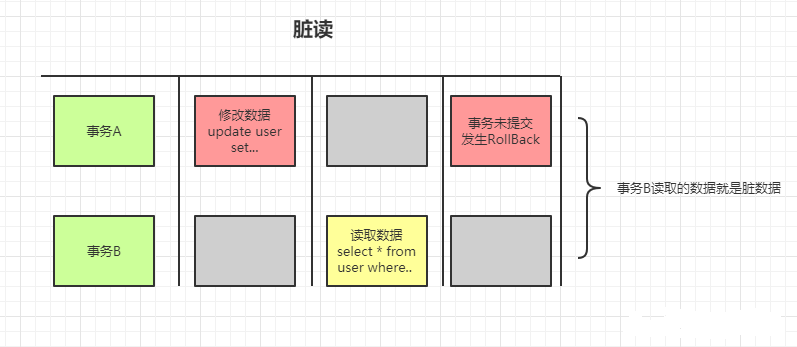 脏读
事务A
修改数据
update user
set...
事务未提交
发生RollBack
事务B读取的数据就是脏数据
事务B
读取数据
select * from
user where..